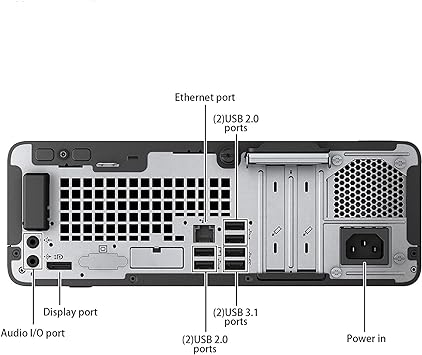 Ethernet port
(2)USB 2.0
ports
Display port
Audio I/O port
(2)USB 2.0
ports
(2)USB 3.1
ports
Power in